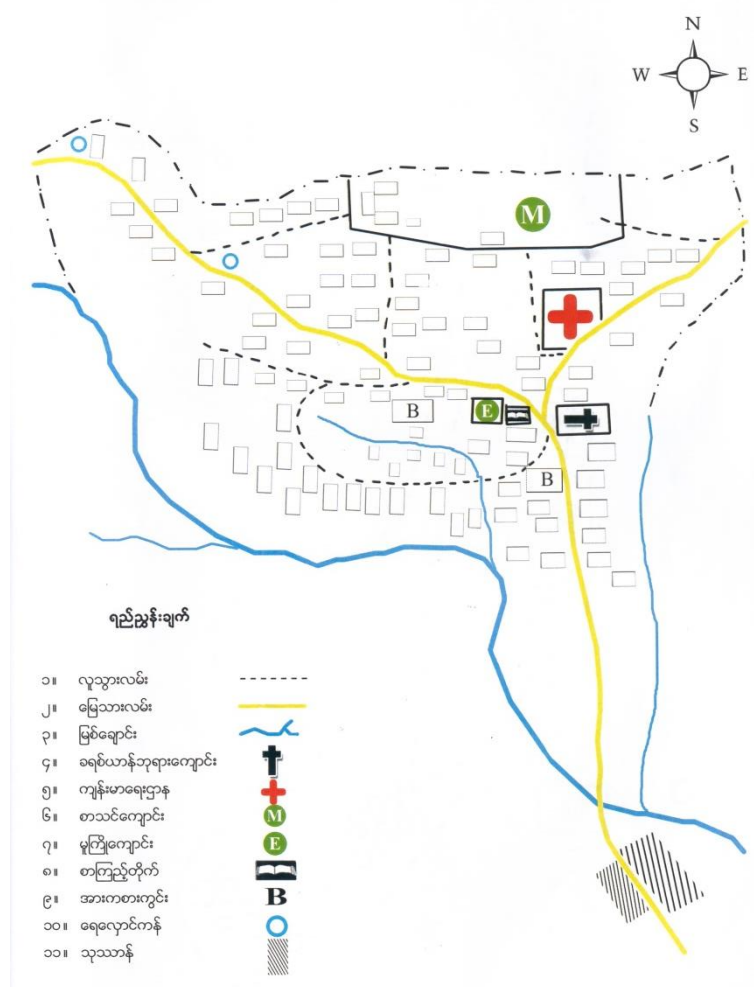 N
W E
S
M
B
E
B
ရည်ညွှန်းချက်
၁။ လူသွားလမ်း
၂။ မြေသားလမ်း
၃။ မြစ်ချောင်း
၄။ ခရစ်ယာန်ဘုရားကျောင်း
၅။ ကျန်းမာရေးဌာန
၆။ စာသင်ကျောင်း M
၇။ မူကြိုကျောင်း E
၈။ စာကြည့်တိုက်
၉။ အားကစားကွင်း B
၁၀။ ရေလှောင်ကန်
၁၁။ သုဿာန်